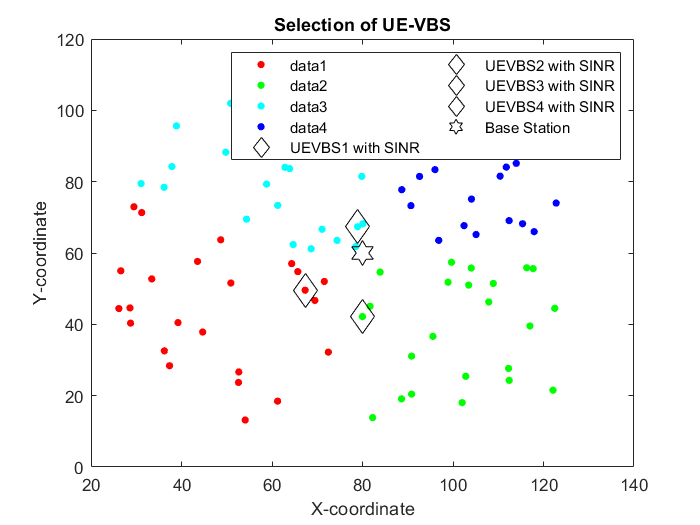 Selection of UE-VBS
120
100
80
60
40
20
0
Y-coordinate
data1
data2
data3
data4
UEVBS1 with SINR
UEVBS2 with SINR
UEVBS3 with SINR
UEVBS4 with SINR
Base Station
20 40 60 80 100 120 140
X-coordinate